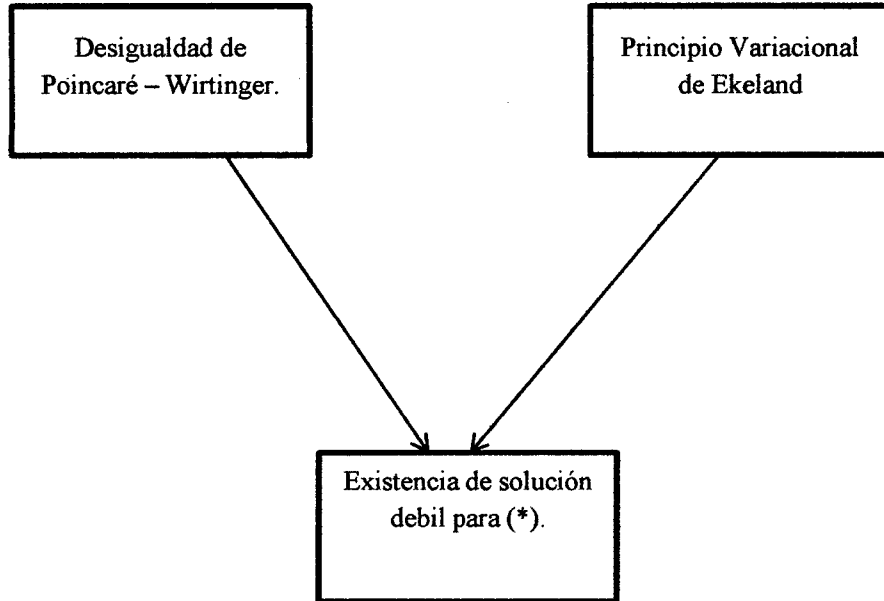 Desigualdad de
Poincaré – Wirtinger.
Principio Variacional
de Ekeland
Existencia de solución
debil para (*).